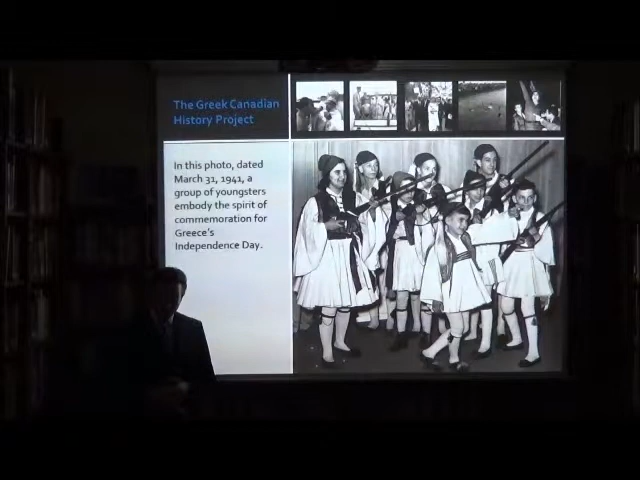 The Greek Canadian
History Project
In this photo, dated
March 31, 1941, a
group of youngsters
embody the spirit of
commemoration for
Greece's
Independence Day.